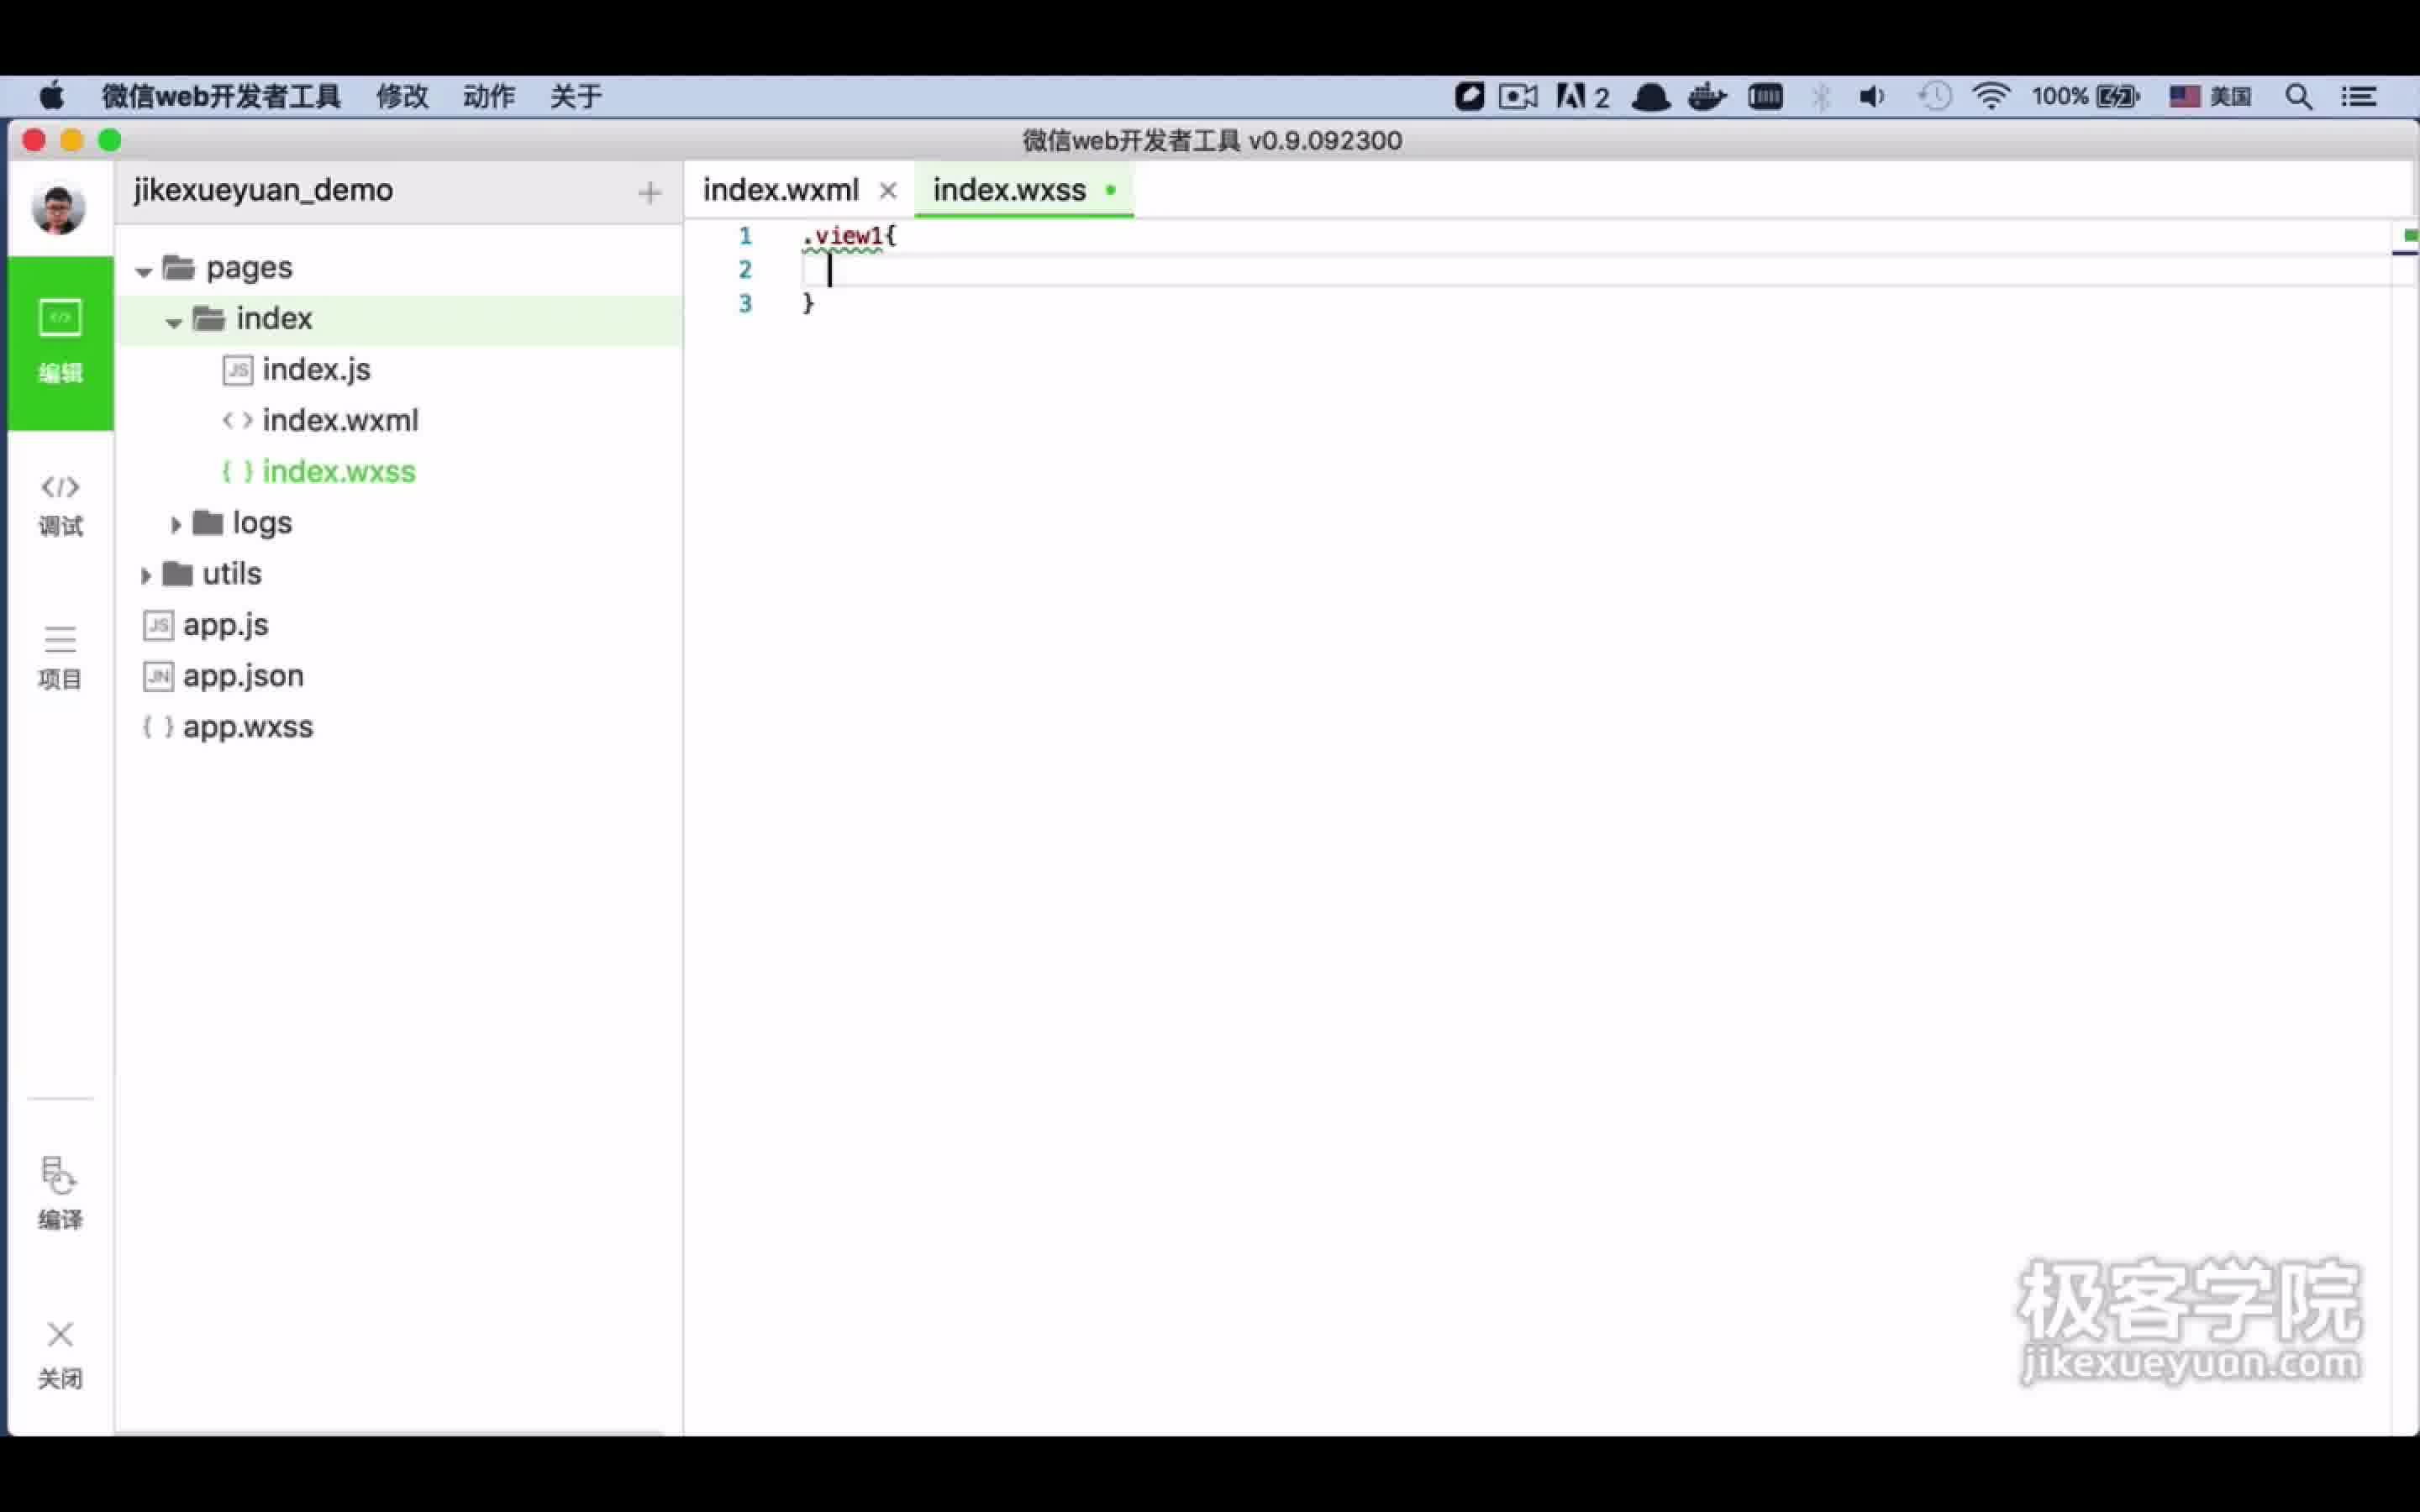 微信web开发者工具 修改 动作 关于 2 100% 美国
微信web开发者工具 v0.9.092300
jikexueyuan_demo +
index.wxml ×
index.wxss
编辑
调试
项目
编译
关闭
pages
index
JS index.js
< > index.wxml
{ } index.wxss
logs
utils
JS app.js
JN app.json
{ } app.wxss
1 .view1{
2
3 }
极客学院
jikexueyuan.com